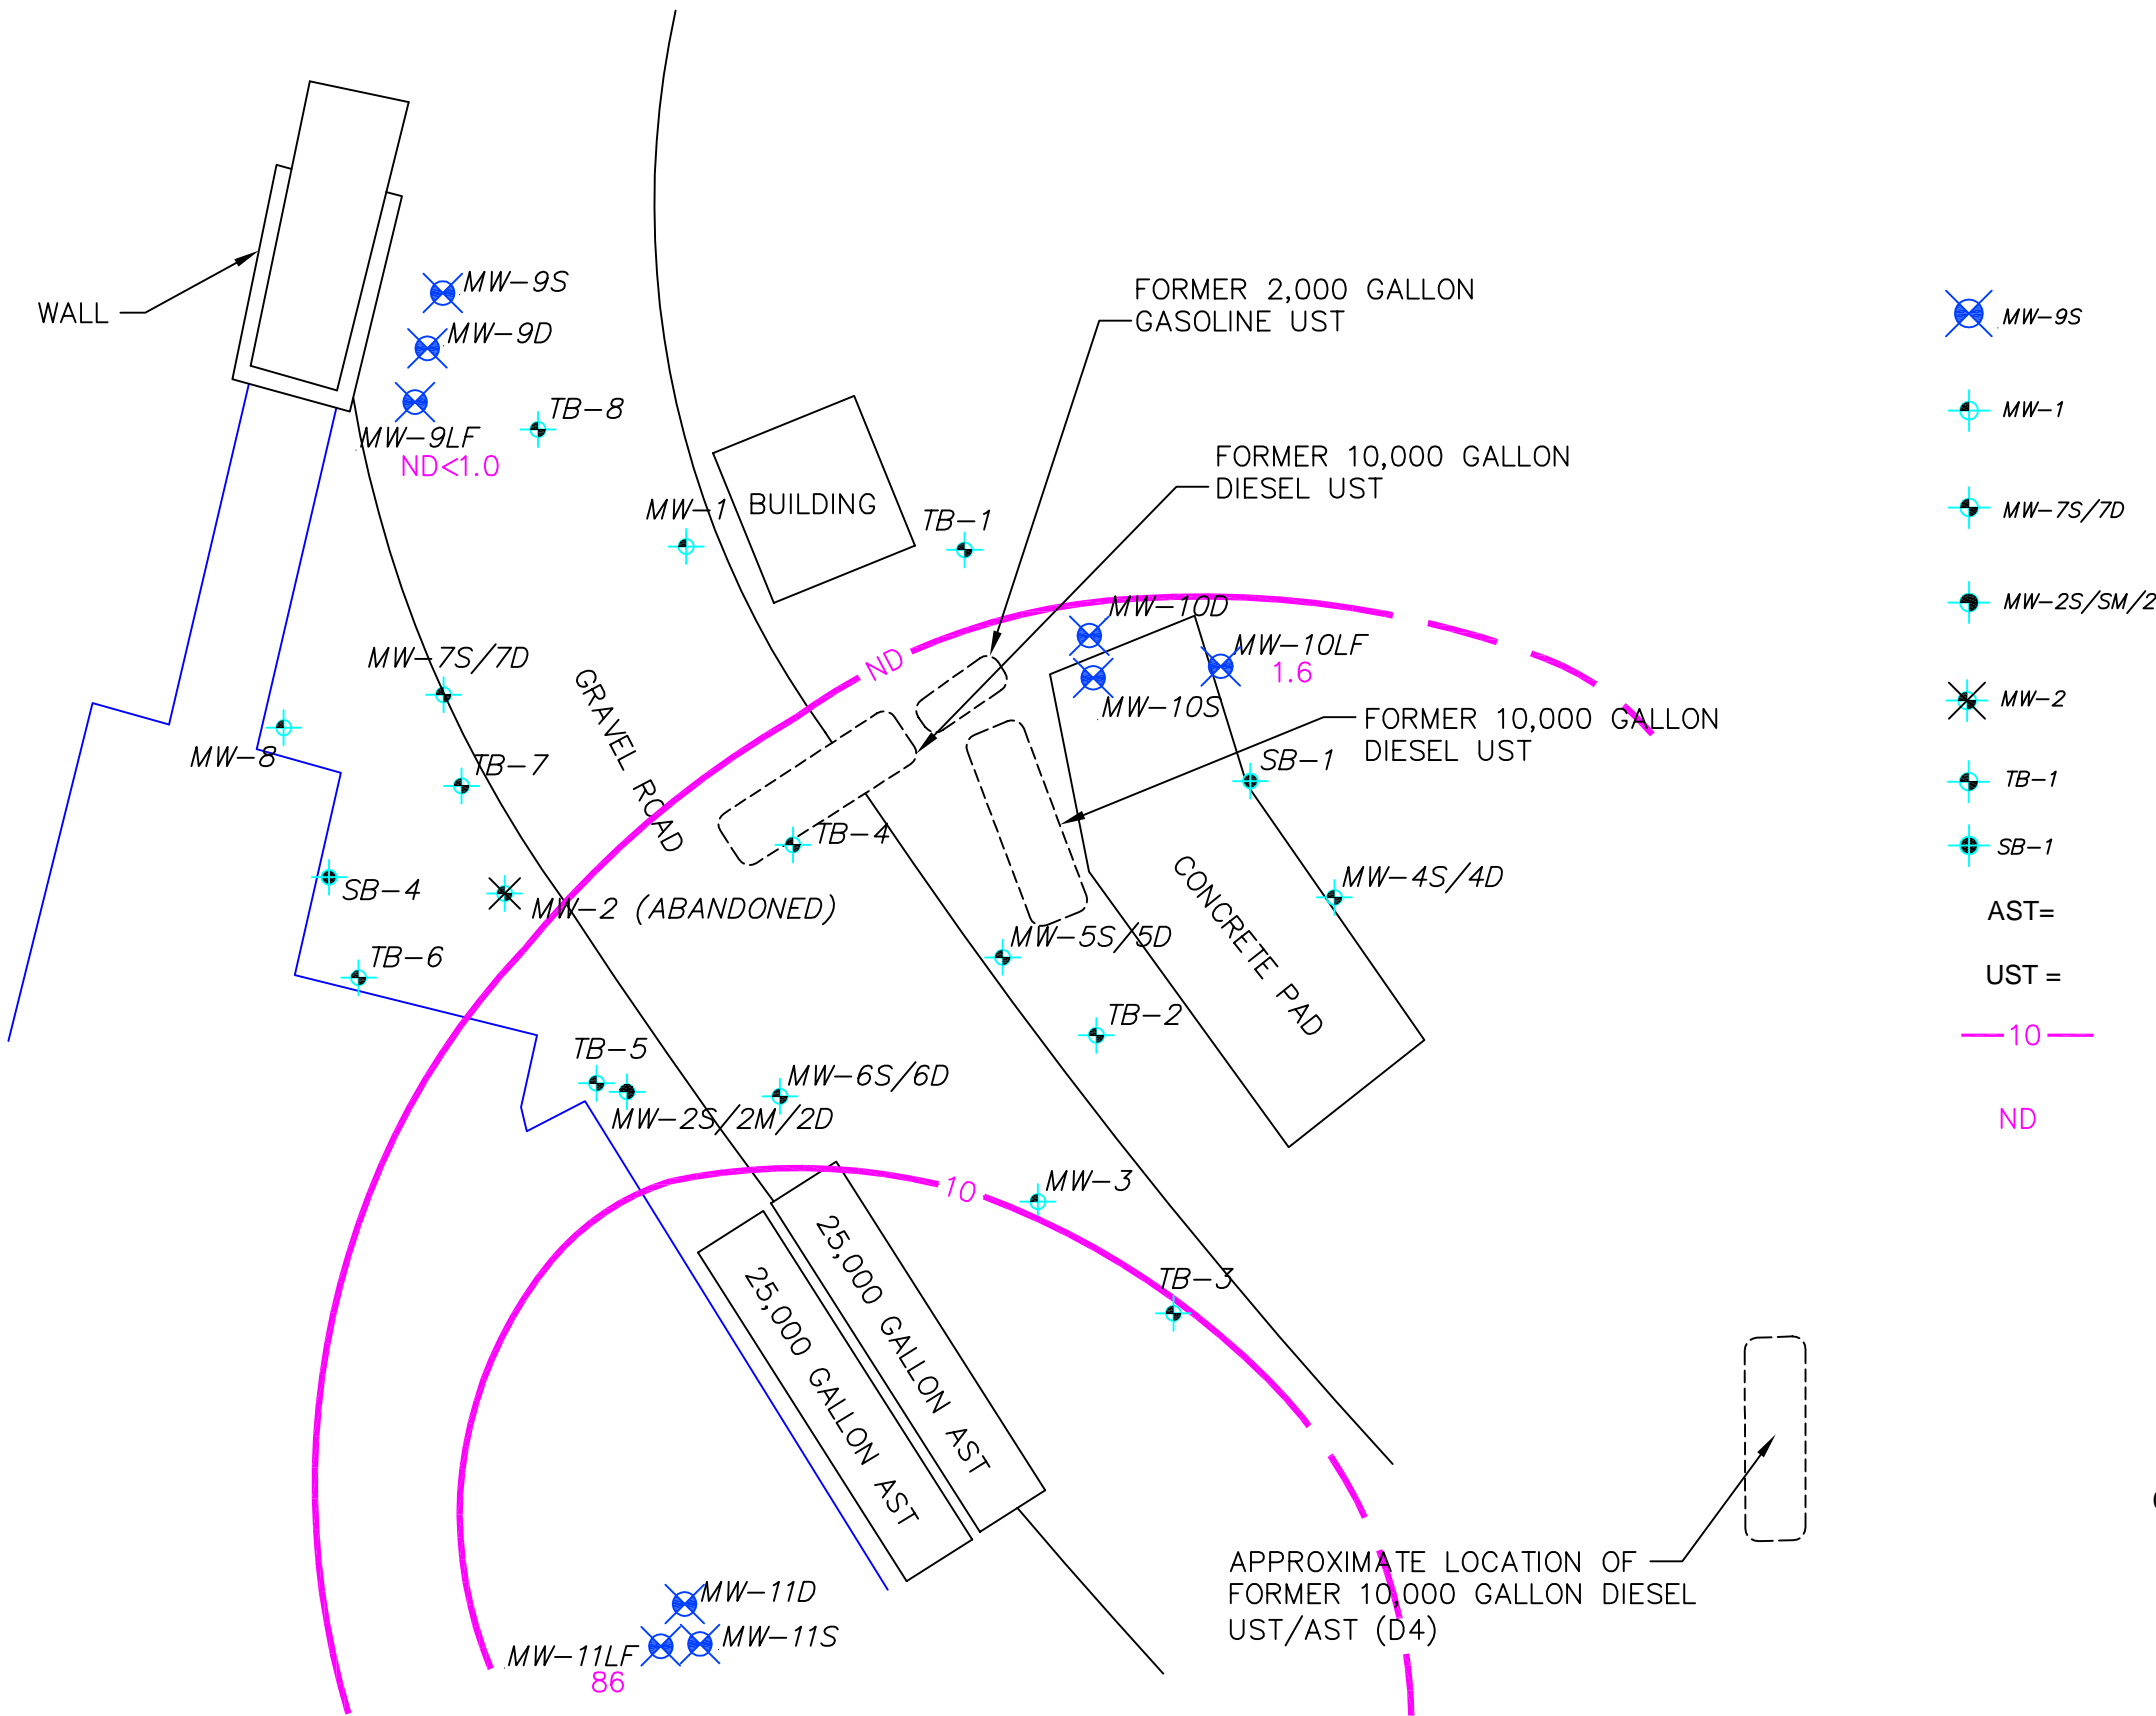 WALL
MW-9S
MW-9D
MW-9LF
ND<1.0
TB-8
MW-1
BUILDING
TB-1
FORMER 2,000 GALLON
GASOLINE UST
FORMER 10,000 GALLON
DIESEL UST
MW-10D
MW-10LF
1.6
MW-10S
ND
FORMER 10,000 GALLON
DIESEL UST
MW-7S/7D
GRAVEL ROAD
MW-8
TB-7
TB-4
SB-1
SB-4
MW-2 (ABANDONED)
MW-4S/4D
CONCRETE PAD
MW-5S/5D
TB-6
TB-2
TB-5
MW-6S/6D
MW-2S/2M/2D
10
MW-3
TB-3
25,000 GALLON AST
25,000 GALLON AST
MW-11D
MW-11S
MW-11LF
86
APPROXIMATE LOCATION OF
FORMER 10,000 GALLON DIESEL
UST/AST (D4)
MW-9S
MW-1
MW-7S/7D
MW-2S/SM/2
MW-2
TB-1
SB-1
AST=
UST =
10
ND